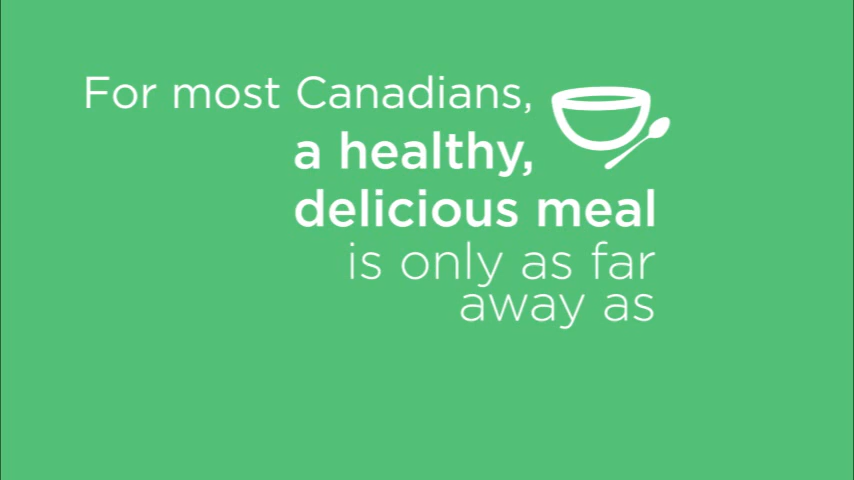 For most Canadians,
a healthy,
delicious meal
is only as far
away as